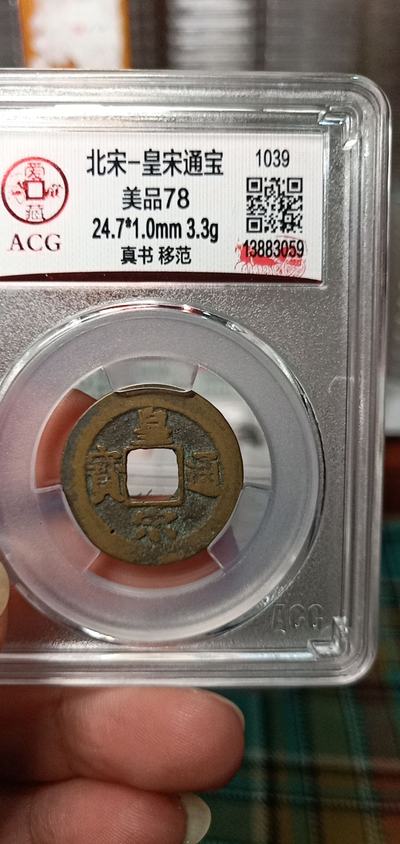 北宋-皇宋通宝
1039
美品78
24.7*1.0mm 3.3g
13883059
真书 移范
ACG
皇
寳
通
宋
ACG